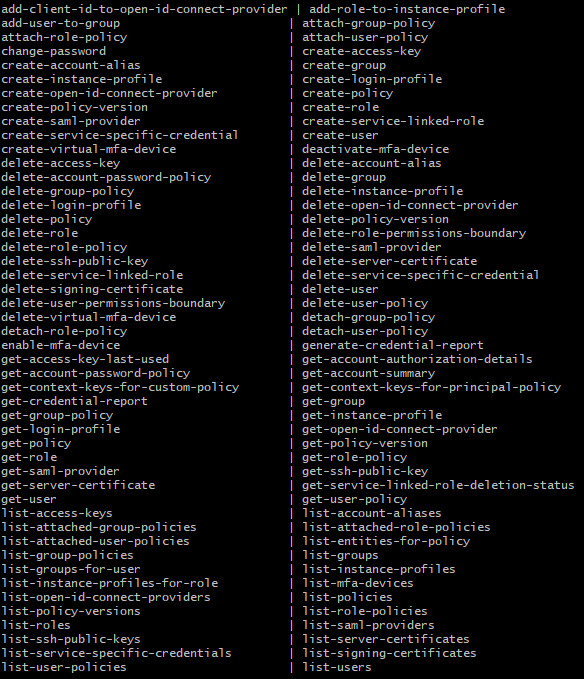 add-client-id-to-open-id-connect-provider | add-role-to-instance-profile
add-user-to-group | attach-group-policy
attach-role-policy | attach-user-policy
change-password | create-access-key
create-account-alias | create-group
create-instance-profile | create-login-profile
create-open-id-connect-provider | create-policy
create-policy-version | create-role
create-saml-provider | create-service-linked-role
create-service-specific-credential | create-user
create-virtual-mfa-device | deactivate-mfa-device
delete-access-key | delete-account-alias
delete-account-password-policy | delete-group
delete-group-policy | delete-instance-profile
delete-login-profile | delete-open-id-connect-provider
delete-policy | delete-policy-version
delete-role | delete-role-permissions-boundary
delete-role-policy | delete-saml-provider
delete-ssh-public-key | delete-server-certificate
delete-service-linked-role | delete-service-specific-credential
delete-signing-certificate | delete-user
delete-user-permissions-boundary | delete-user-policy
delete-virtual-mfa-device | detach-group-policy
detach-role-policy | detach-user-policy
enable-mfa-device | generate-credential-report
get-access-key-last-used | get-account-authorization-details
get-account-password-policy | get-account-summary
get-context-keys-for-custom-policy | get-context-keys-for-principal-policy
get-credential-report | get-group
get-group-policy | get-instance-profile
get-login-profile | get-open-id-connect-provider
get-policy | get-policy-version
get-role | get-role-policy
get-saml-provider | get-ssh-public-key
get-server-certificate | get-service-linked-role-deletion-status
get-user | get-user-policy
list-access-keys | list-account-aliases
list-attached-group-policies | list-attached-role-policies
list-attached-user-policies | list-entities-for-policy
list-group-policies | list-groups
list-groups-for-user | list-instance-profiles
list-instance-profiles-for-role | list-mfa-devices
list-open-id-connect-providers | list-policies
list-policy-versions | list-role-policies
list-roles | list-saml-providers
list-ssh-public-keys | list-server-certificates
list-service-specific-credentials | list-signing-certificates
list-user-policies | list-users